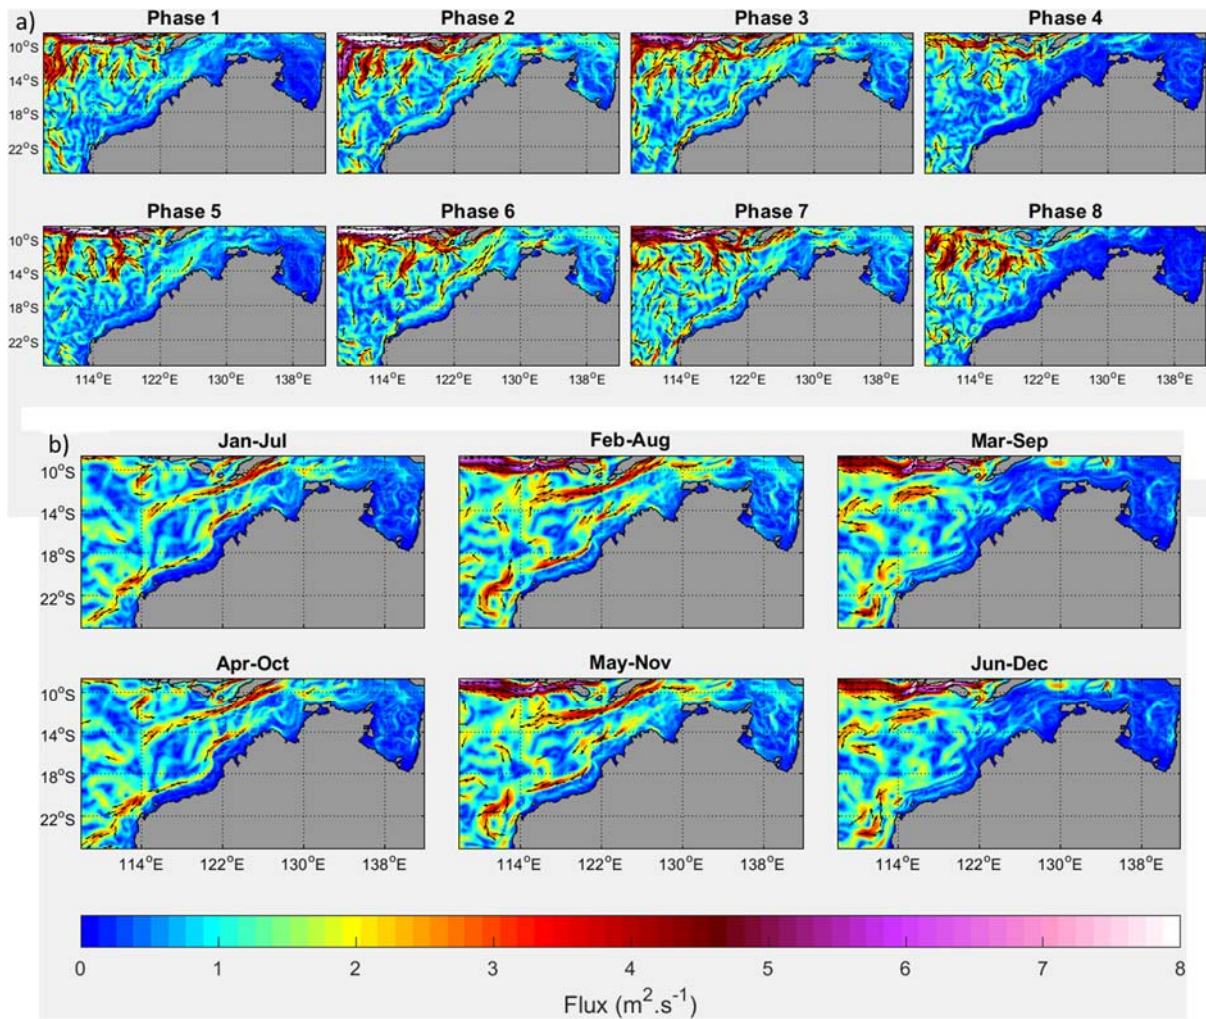 a)
Phase 1 Phase 2 Phase 3 Phase 4
10°S
14°S
18°S
22°S
Phase 5 Phase 6 Phase 7 Phase 8
10°S
14°S
18°S
22°S
114°E 122°E 130°E 138°E 114°E 122°E 130°E 138°E 114°E 122°E 130°E 138°E 114°E 122°E 130°E 138°E
b)
Jan-Jul Feb-Aug Mar-Sep
10°S
14°S
18°S
22°S
Apr-Oct May-Nov Jun-Dec
10°S
14°S
18°S
22°S
114°E 122°E 130°E 138°E 114°E 122°E 130°E 138°E 114°E 122°E 130°E 138°E
0 1 2 3 4 5 6 7 8
Flux (m².s⁻¹)